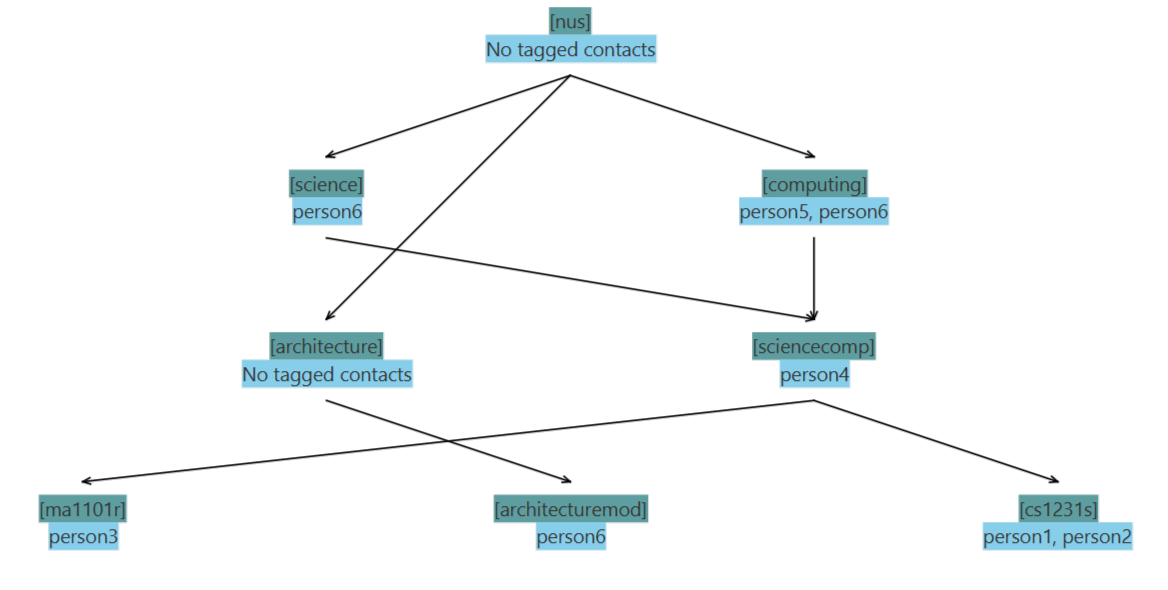 [nus]
No tagged contacts
[science]
person6
[computing]
person5, person6
[architecture]
No tagged contacts
[sciencecomp]
person4
[ma1101r]
person3
[architecturemod]
person6
[cs1231s]
person1, person2